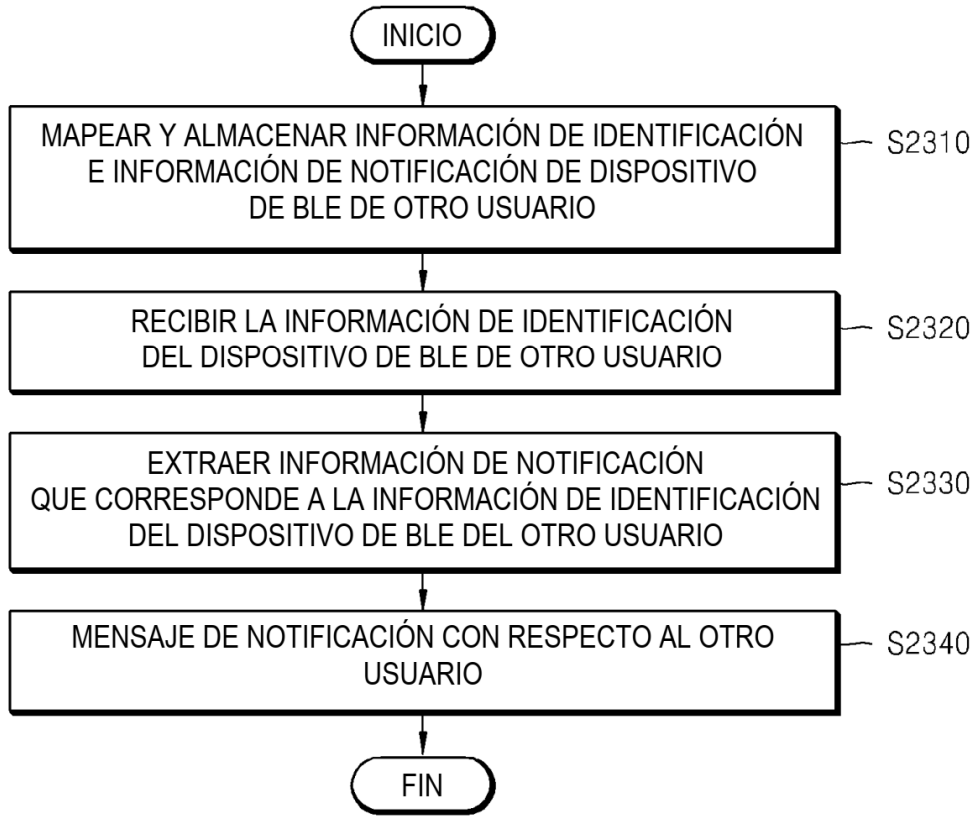 INICIO
MAPEAR Y ALMACENAR INFORMACIÓN DE IDENTIFICACIÓN
E INFORMACIÓN DE NOTIFICACIÓN DE DISPOSITIVO
DE BLE DE OTRO USUARIO
S2310
RECIBIR LA INFORMACIÓN DE IDENTIFICACIÓN
DEL DISPOSITIVO DE BLE DE OTRO USUARIO
S2320
EXTRAER INFORMACIÓN DE NOTIFICACIÓN
QUE CORRESPONDE A LA INFORMACIÓN DE IDENTIFICACIÓN
DEL DISPOSITIVO DE BLE DEL OTRO USUARIO
S2330
MENSAJE DE NOTIFICACIÓN CON RESPECTO AL OTRO
USUARIO
S2340
FIN